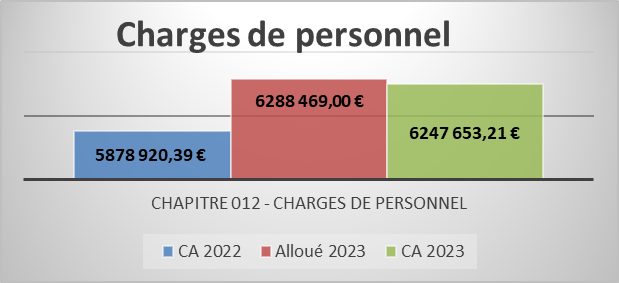 Charges de personnel
6288 469,00 €
6247 653,21 €
5878 920,39 €
CHAPITRE 012 - CHARGES DE PERSONNEL
CA 2022 Alloué 2023 CA 2023